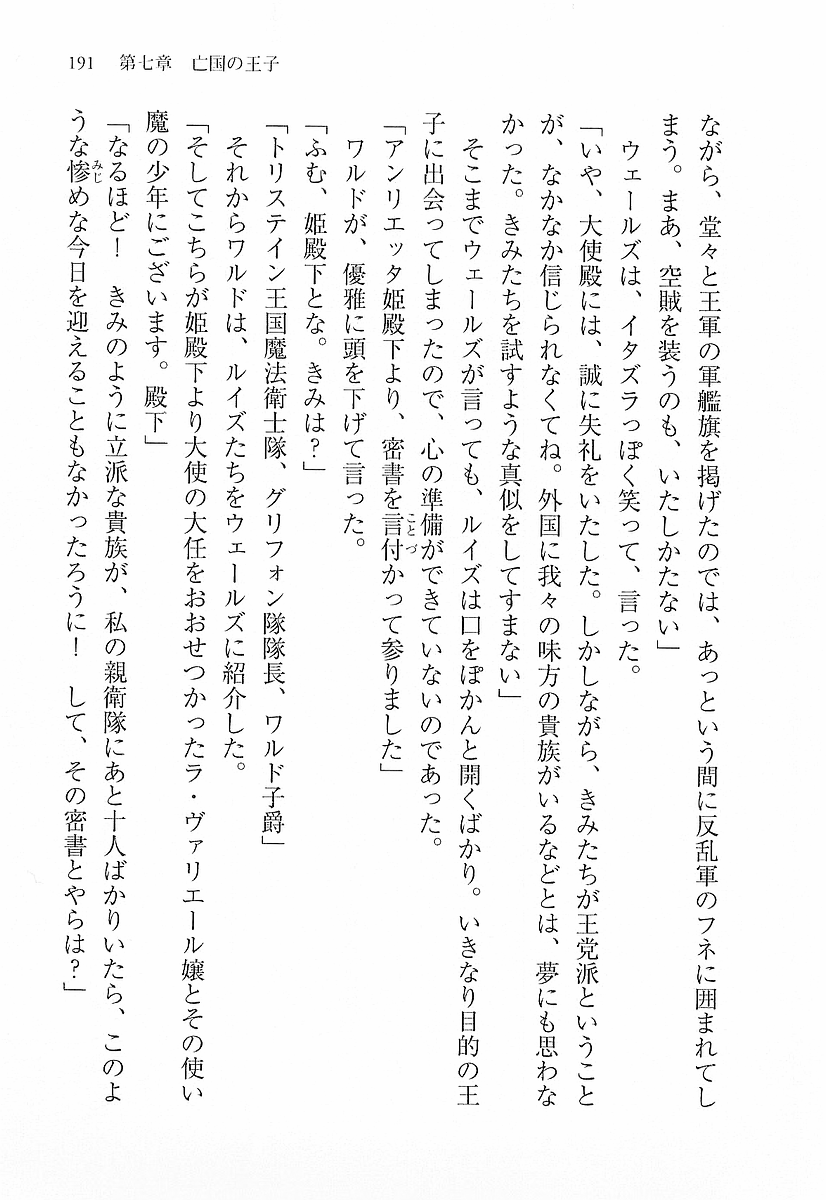 191　第七章　亡国の王子
ながら、堂々と王軍の軍艦旗を掲げたのでは、あっという間に反乱軍のフネに囲まれてし
まう。まあ、空賊を装うのも、いたしかたない」
　ウェールズは、イタズラっぽく笑って、言った。
「いや、大使殿には、誠に失礼をいたした。しかしながら、きみたちが王党派ということ
が、なかなか信じられなくてね。外国に我々の味方の貴族がいるなどとは、夢にも思わな
かった。きみたちを試すような真似をしてすまない」
　そこまでウェールズが言っても、ルイズは口をぽかんと開くばかり。いきなり目的の王
子に出会ってしまったので、心の準備ができていないのであった。
「アンリエッタ姫殿下より、密書を言付かって参りました」
　ワルドが、優雅に頭を下げて言った。
「ふむ、姫殿下とな。きみは？」
「トリステイン王国魔法衛士隊、グリフォン隊隊長、ワルド子爵」
　それからワルドは、ルイズたちをウェールズに紹介した。
「そしてこちらが姫殿下より大使の大任をおおせつかったラ・ヴァリエール嬢とその使い
魔の少年にございます。殿下」
「なるほど！　きみのように立派な貴族が、私の親衛隊にあと十人ばかりいたら、このよ
うな惨めな今日を迎えることもなかったろうに！　して、その密書とやらは？」